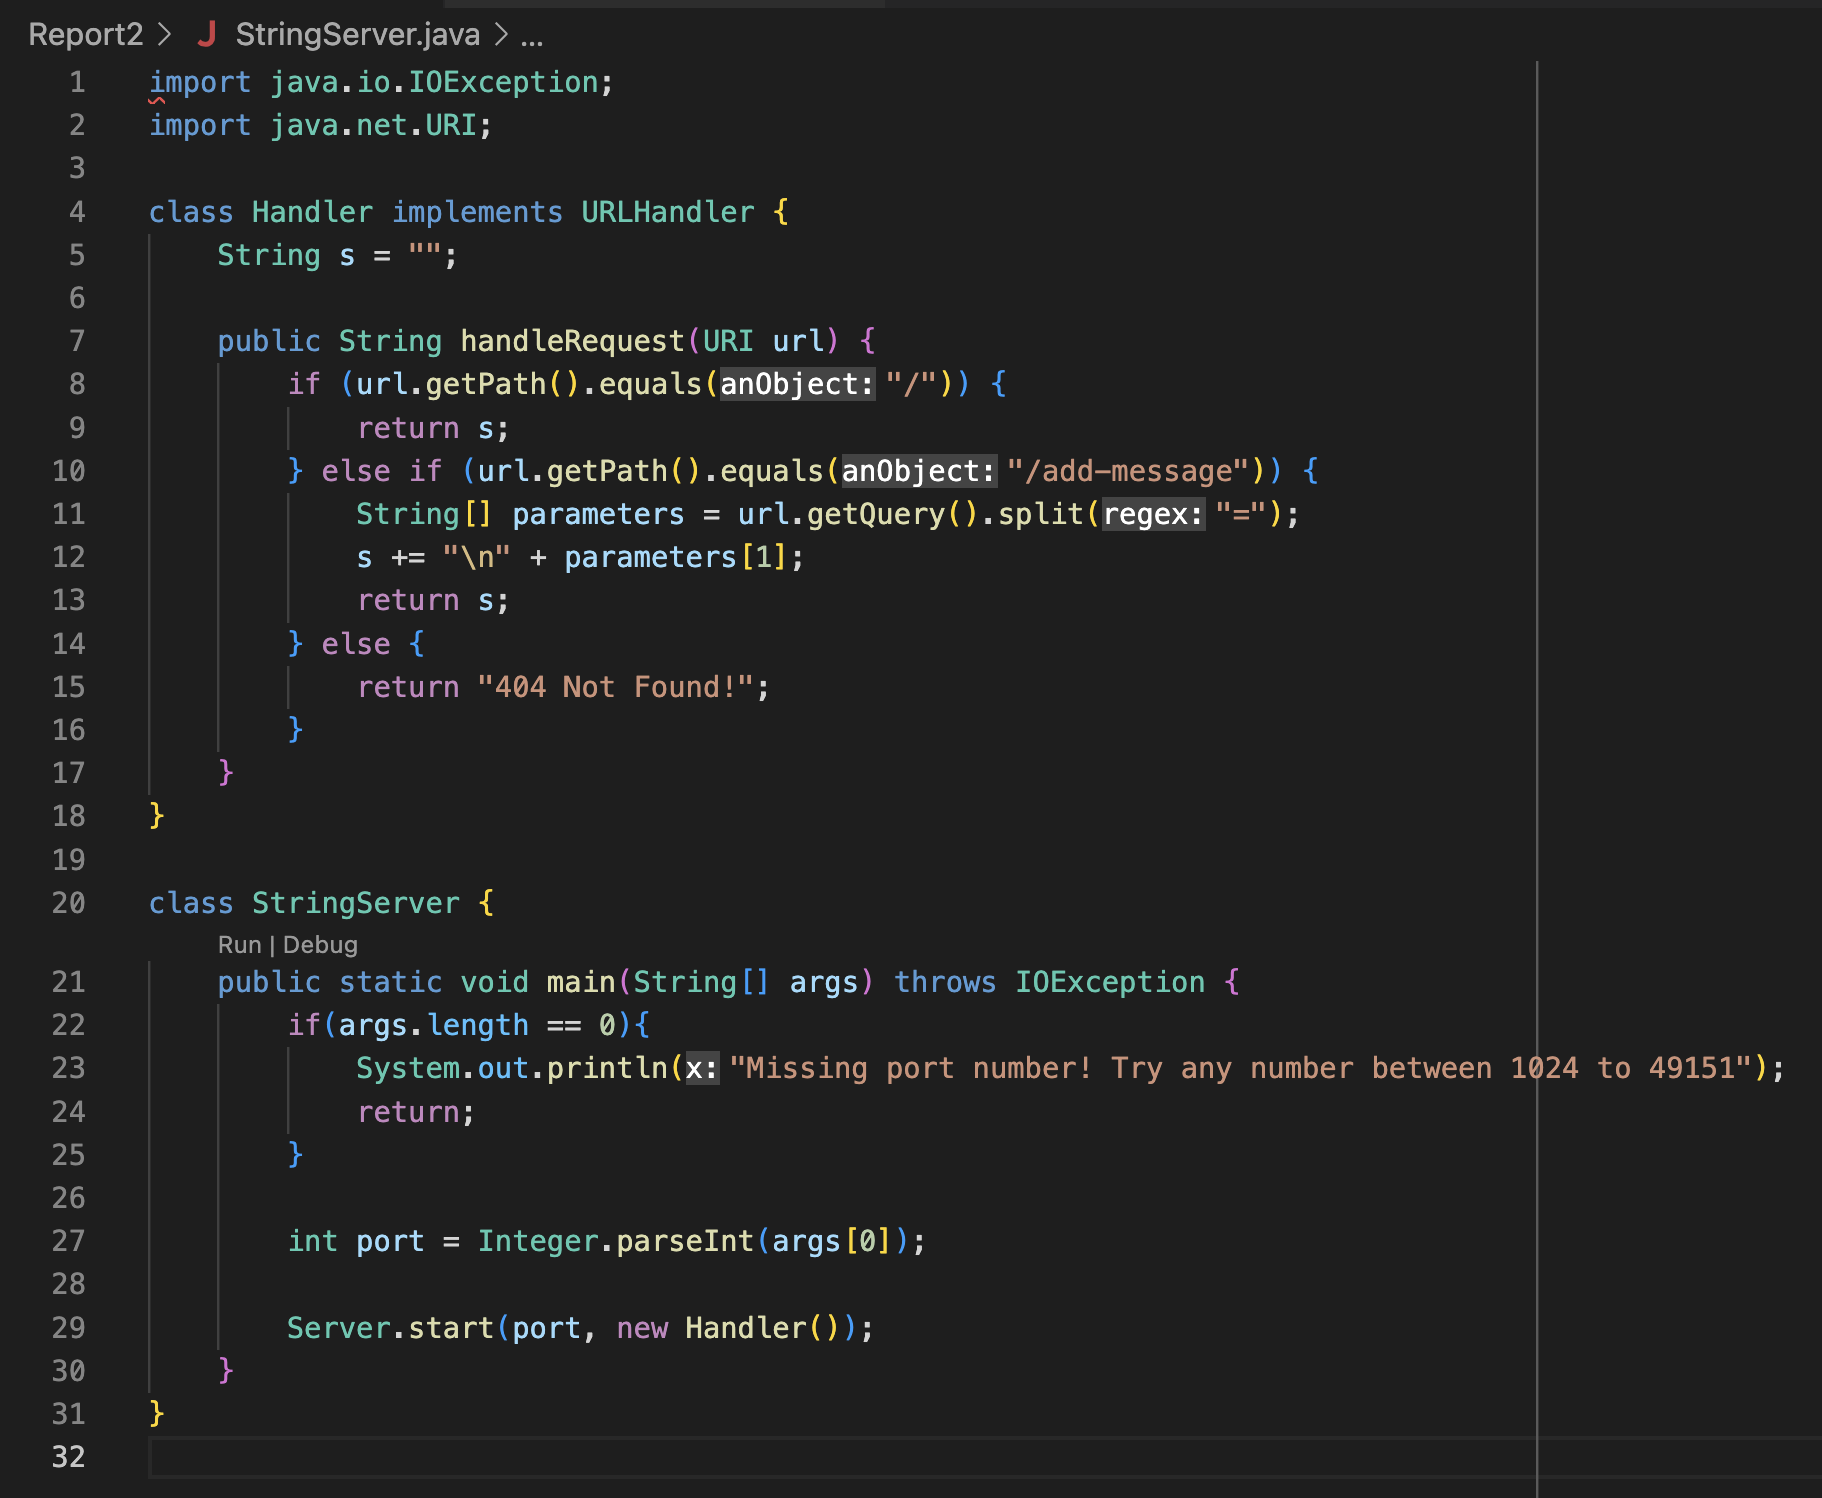 Report2 > J StringServer.java > ...
1 import java.io.IOException;
2 import java.net.URI;
3
4 class Handler implements URLHandler {
5     String s = "";
6
7     public String handleRequest(URI url) {
8         if (url.getPath().equals(anObject: "/")) {
9             return s;
10         } else if (url.getPath().equals(anObject: "/add-message")) {
11             String[] parameters = url.getQuery().split(regex: "=");
12             s += "\n" + parameters[1];
13             return s;
14         } else {
15             return "404 Not Found!";
16         }
17     }
18 }
19
20 class StringServer {
Run | Debug
21     public static void main(String[] args) throws IOException {
22         if(args.length == 0){
23             System.out.println(x: "Missing port number! Try any number between 1024 to 49151");
24             return;
25         }
26
27         int port = Integer.parseInt(args[0]);
28
29         Server.start(port, new Handler());
30     }
31 }
32